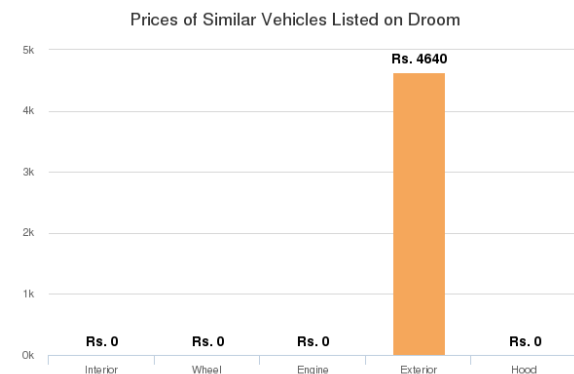 Prices of Similar Vehicles Listed on Droom
5k
4k
3k
2k
1k
0k
Rs. 0
Rs. 0
Rs. 0
Rs. 4640
Rs. 0
Interior
Wheel
Engine
Exterior
Hood